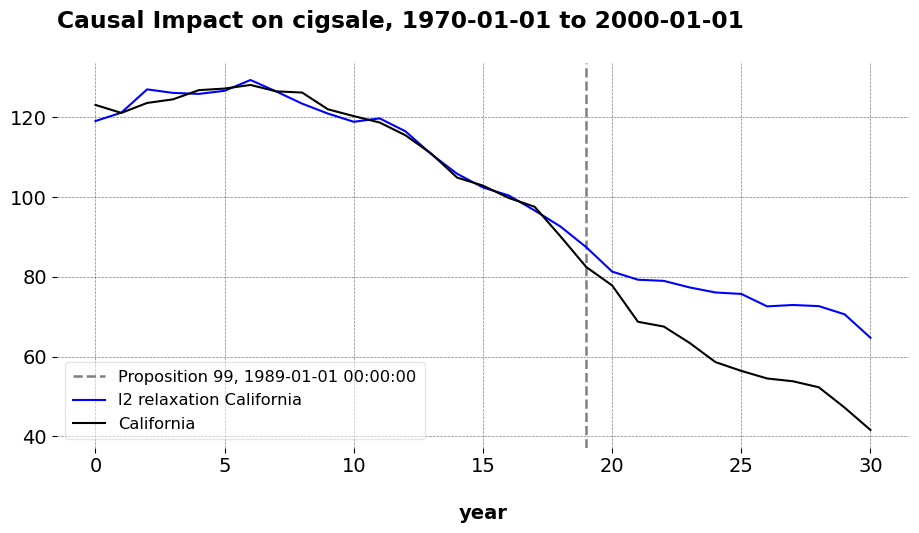 Causal Impact on cigsale, 1970-01-01 to 2000-01-01
120
100
80
60
40
Proposition 99, 1989-01-01 00:00:00
l2 relaxation California
California
0 5 10 15 20 25 30
year